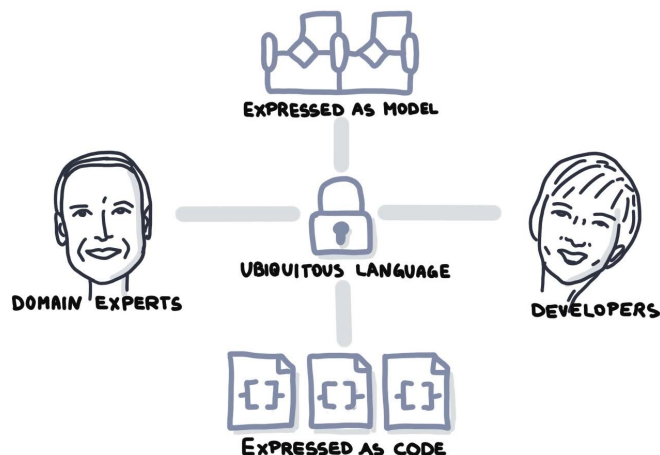 EXPRESSED AS MODEL
UBIQUITOUS LANGUAGE
DOMAIN EXPERTS
DEVELOPERS
{} {} {}
EXPRESSED AS CODE